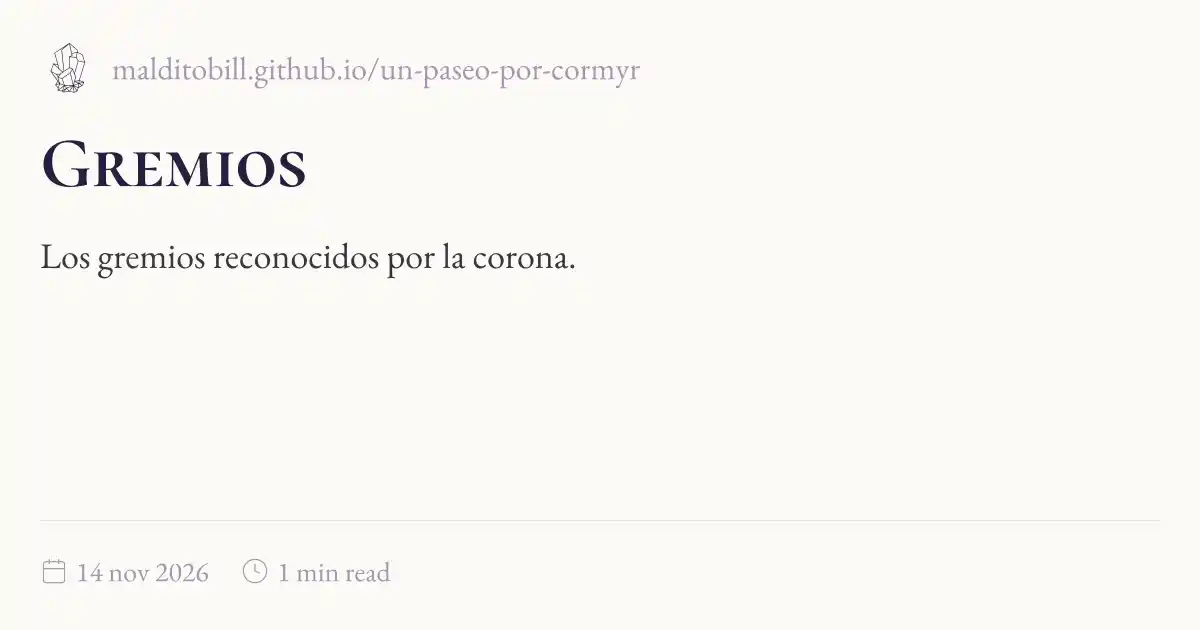 malditobill.github.io/un-paseo-por-cormyr
Gremios
Los gremios reconocidos por la corona.
14 nov 2026 1 min read